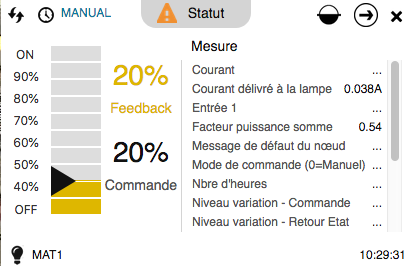 MANUAL
Statut
Mesure
ON
90%
80%
70%
60%
50%
40%
OFF
20%
Feedback
20%
Commande
Courant ...
Courant délivré à la lampe 0.038A
Entrée 1 ...
Facteur puissance somme 0.54
Message de défaut du nœud ...
Mode de commande (0=Manuel) ...
Nbre d'heures ...
Niveau variation - Commande ...
Niveau variation - Retour Etat ...
MAT1
10:29:31